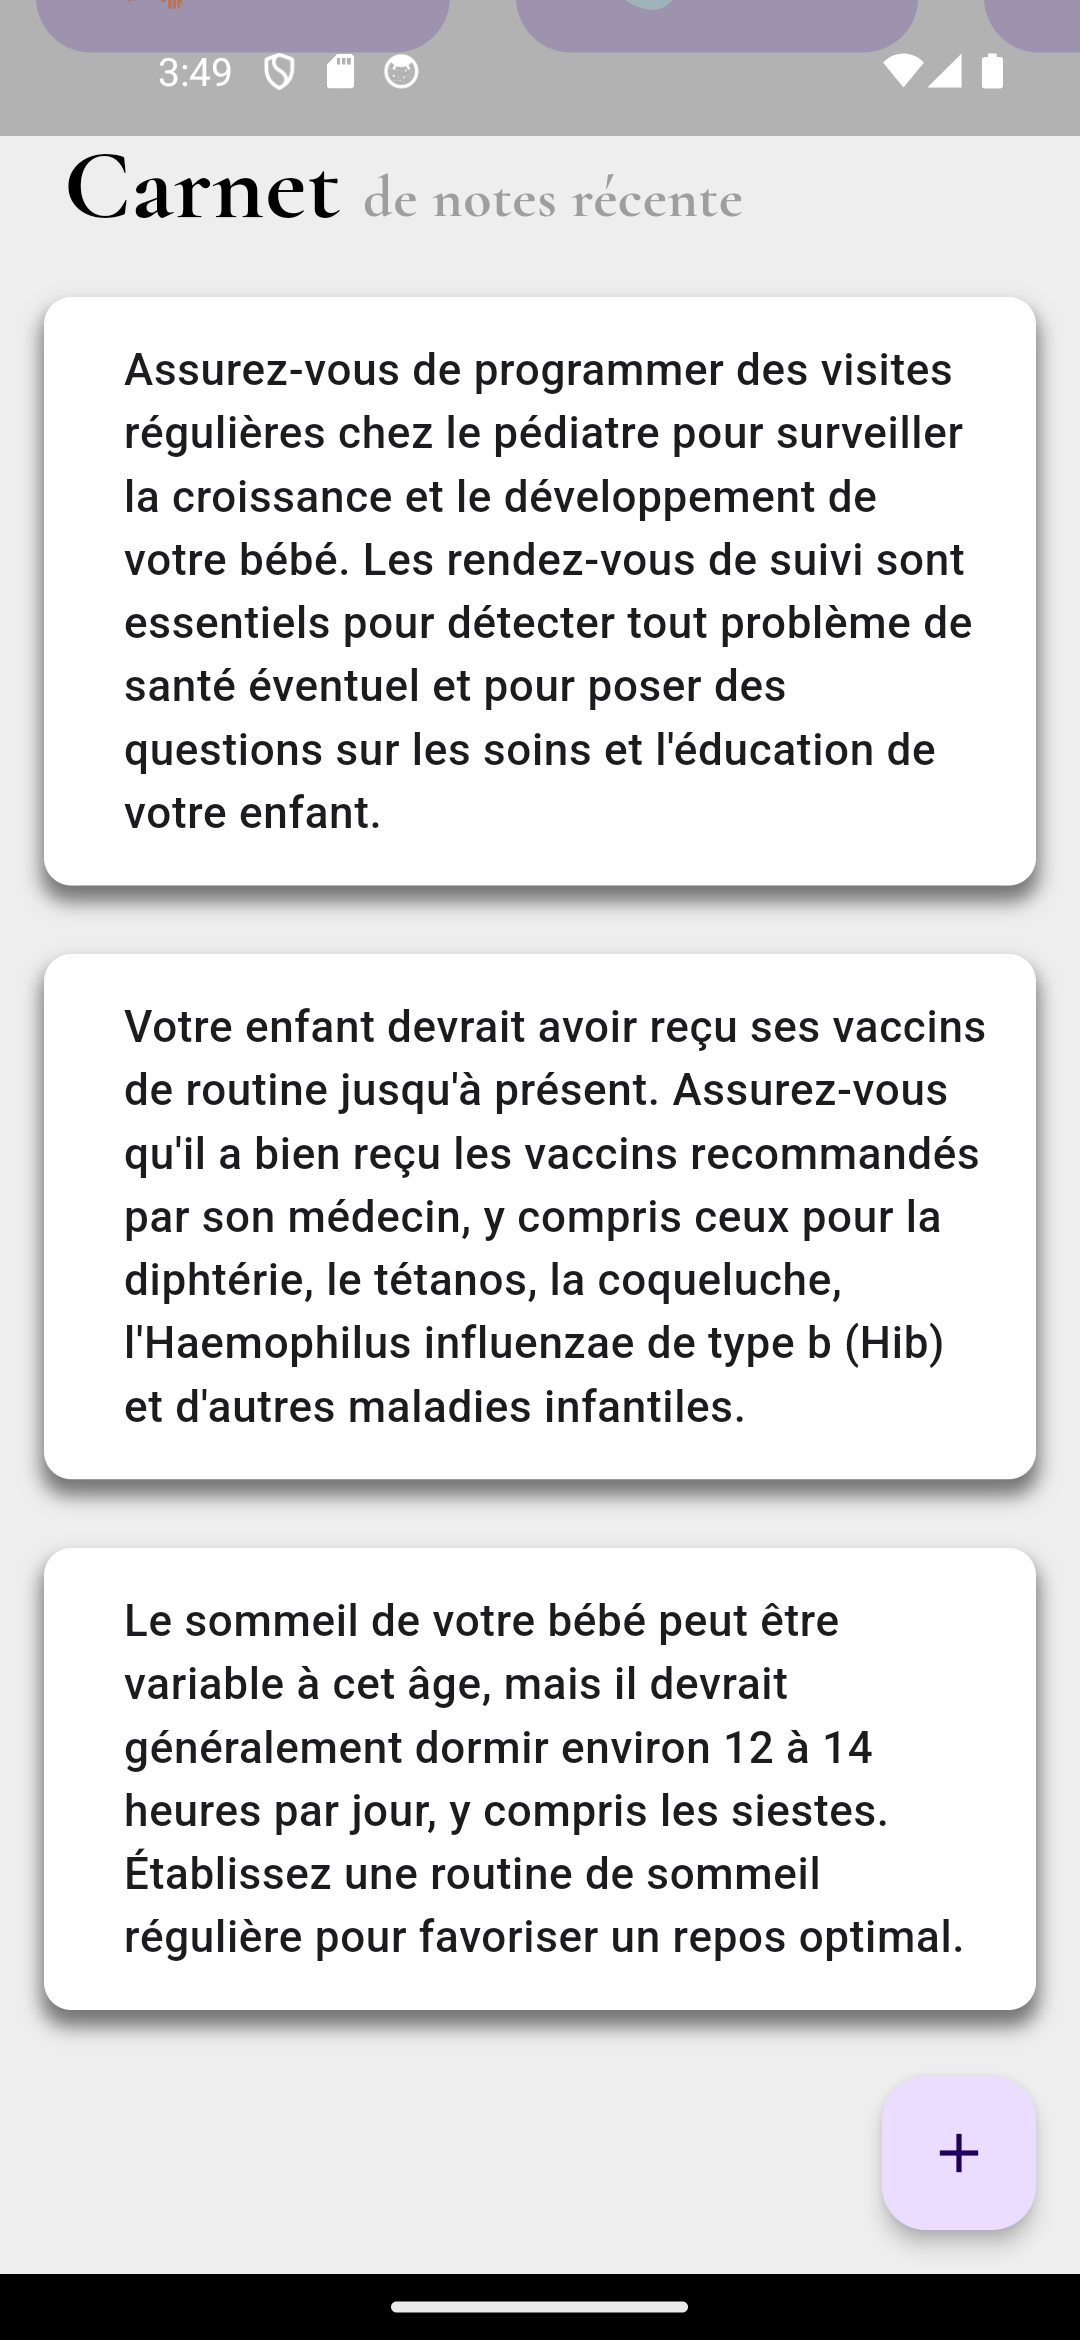 3:49
Carnet de notes récente
Assurez-vous de programmer des visites
régulières chez le pédiatre pour surveiller
la croissance et le développement de
votre bébé. Les rendez-vous de suivi sont
essentiels pour détecter tout problème de
santé éventuel et pour poser des
questions sur les soins et l'éducation de
votre enfant.
Votre enfant devrait avoir reçu ses vaccins
de routine jusqu'à présent. Assurez-vous
qu'il a bien reçu les vaccins recommandés
par son médecin, y compris ceux pour la
diphtérie, le tétanos, la coqueluche,
l'Haemophilus influenzae de type b (Hib)
et d'autres maladies infantiles.
Le sommeil de votre bébé peut être
variable à cet âge, mais il devrait
généralement dormir environ 12 à 14
heures par jour, y compris les siestes.
Établissez une routine de sommeil
régulière pour favoriser un repos optimal.